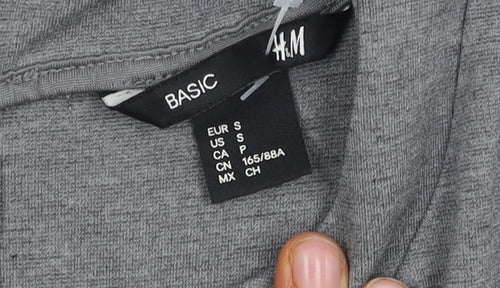 H&M
BASIC
EUR S
US S
CA P
CN 165/88A
MX CH